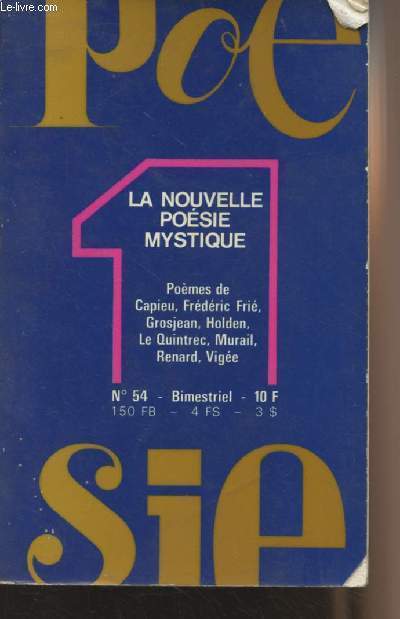 Le-livre.com
Poé
1
LA NOUVELLE
POÉSIE
MYSTIQUE
Poèmes de
Capieu, Frédéric Frié,
Grosjean, Holden,
Le Quintrec, Murail,
Renard, Vigée
N° 54 - Bimestriel - 10 F
150 FB - 4 FS - 3 $
sie